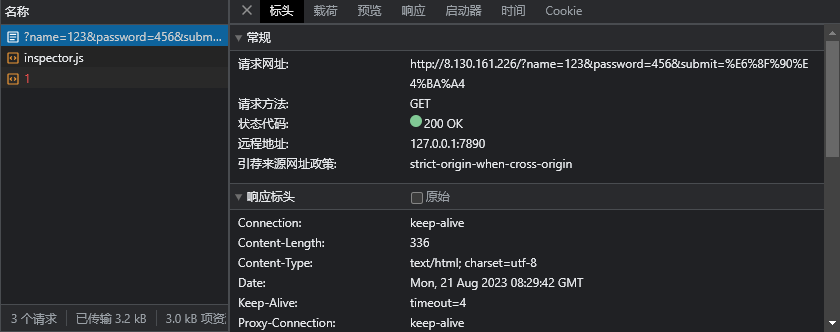 名称
标头 载荷 预览 响应 启动器 时间 Cookie
?name=123&password=456&subm...
inspector.js
1
常规
请求网址: http://8.130.161.226/?name=123&password=456&submit=%E6%8F%90%E
4%BA%A4
请求方法: GET
状态代码: 200 OK
远程地址: 127.0.0.1:7890
引荐来源网址政策: strict-origin-when-cross-origin
响应标头 原始
Connection: keep-alive
Content-Length: 336
Content-Type: text/html; charset=utf-8
Date: Mon, 21 Aug 2023 08:29:42 GMT
Keep-Alive: timeout=4
Proxy-Connection: keep-alive
3 个请求 已传输 3.2 kB 3.0 kB 项资